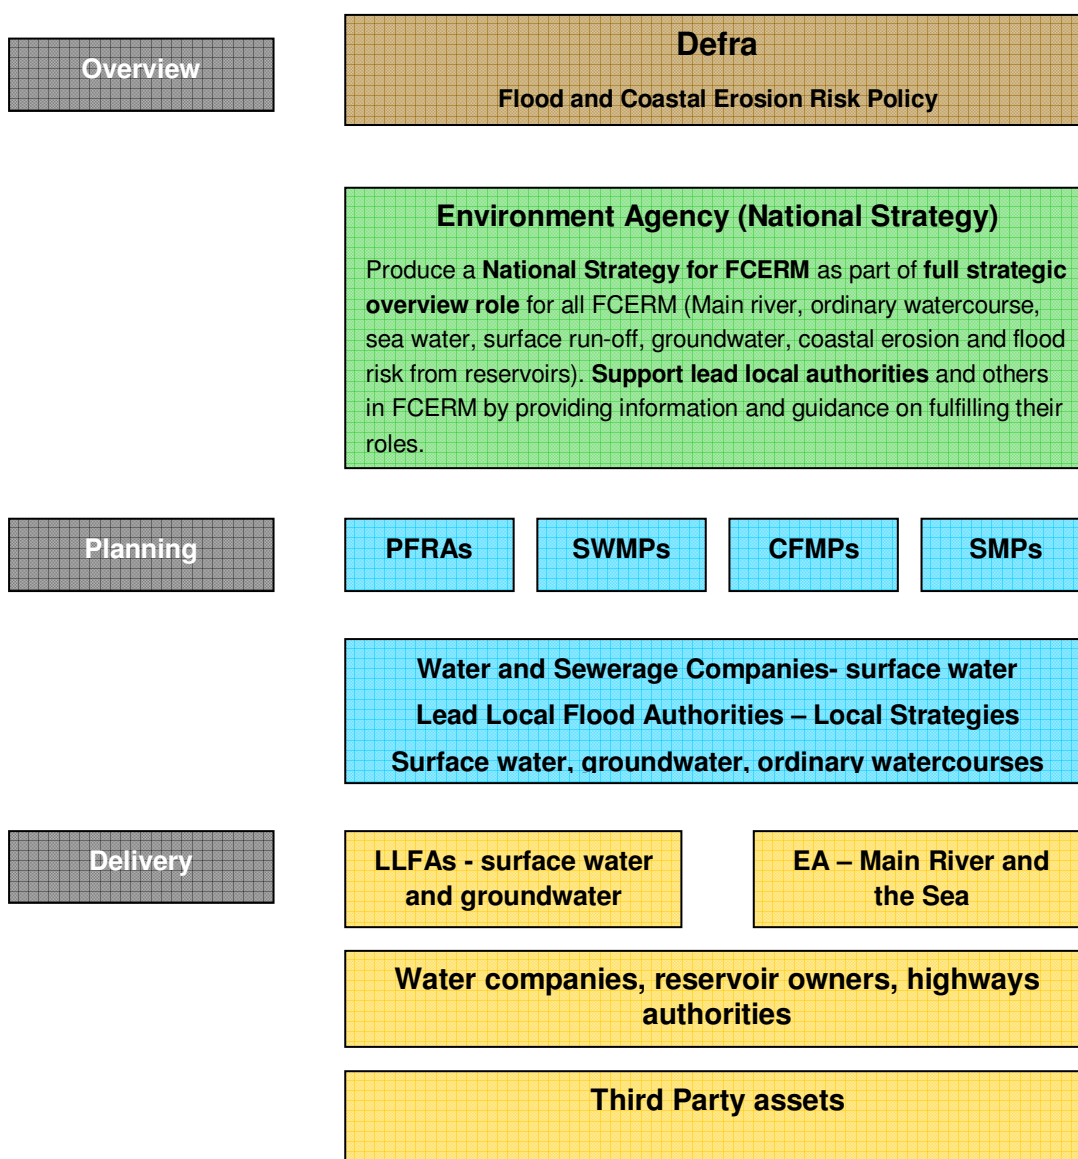 Overview
Defra
Flood and Coastal Erosion Risk Policy
Environment Agency (National Strategy)
Produce a National Strategy for FCERM as part of full strategic
overview role for all FCERM (Main river, ordinary watercourse,
sea water, surface run-off, groundwater, coastal erosion and flood
risk from reservoirs). Support lead local authorities and others
in FCERM by providing information and guidance on fulfilling their
roles.
Planning
PFRAs
SWMPs
CFMPs
SMPs
Water and Sewerage Companies- surface water
Lead Local Flood Authorities – Local Strategies
Surface water, groundwater, ordinary watercourses
Delivery
LLFAs - surface water
and groundwater
EA – Main River and
the Sea
Water companies, reservoir owners, highways
authorities
Third Party assets